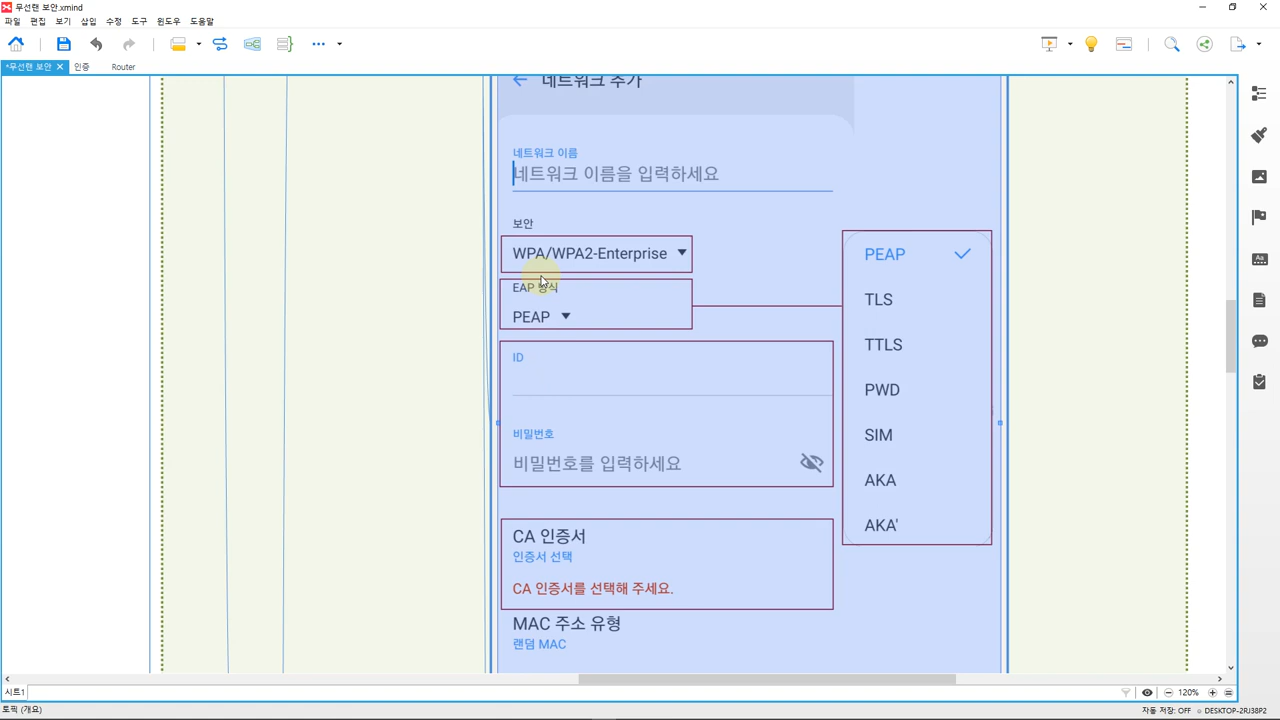 무선랜 보안.xmind
파일 편집 보기 삽입 수정 도구 윈도우 도움말
*무선랜 보안 인증 Router
네트워크 추가
네트워크 이름
네트워크 이름을 입력하세요
보안
WPA/WPA2-Enterprise
EAP 방식
PEAP
ID
비밀번호
비밀번호를 입력하세요
CA 인증서
인증서 선택
CA 인증서를 선택해 주세요.
MAC 주소 유형
랜덤 MAC
PEAP
TLS
TTLS
PWD
SIM
AKA
AKA'
시트1
120%
토픽 (개요)
자동 저장: OFF
DESKTOP-2RJ38P2